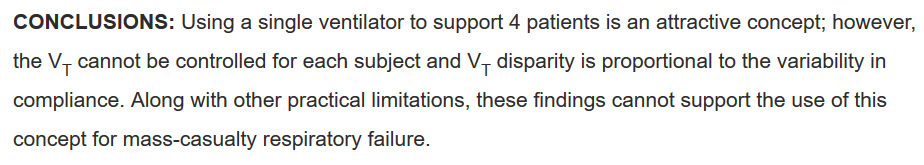 CONCLUSIONS: Using a single ventilator to support 4 patients is an attractive concept; however,
the VT cannot be controlled for each subject and VT disparity is proportional to the variability in
compliance. Along with other practical limitations, these findings cannot support the use of this
concept for mass-casualty respiratory failure.